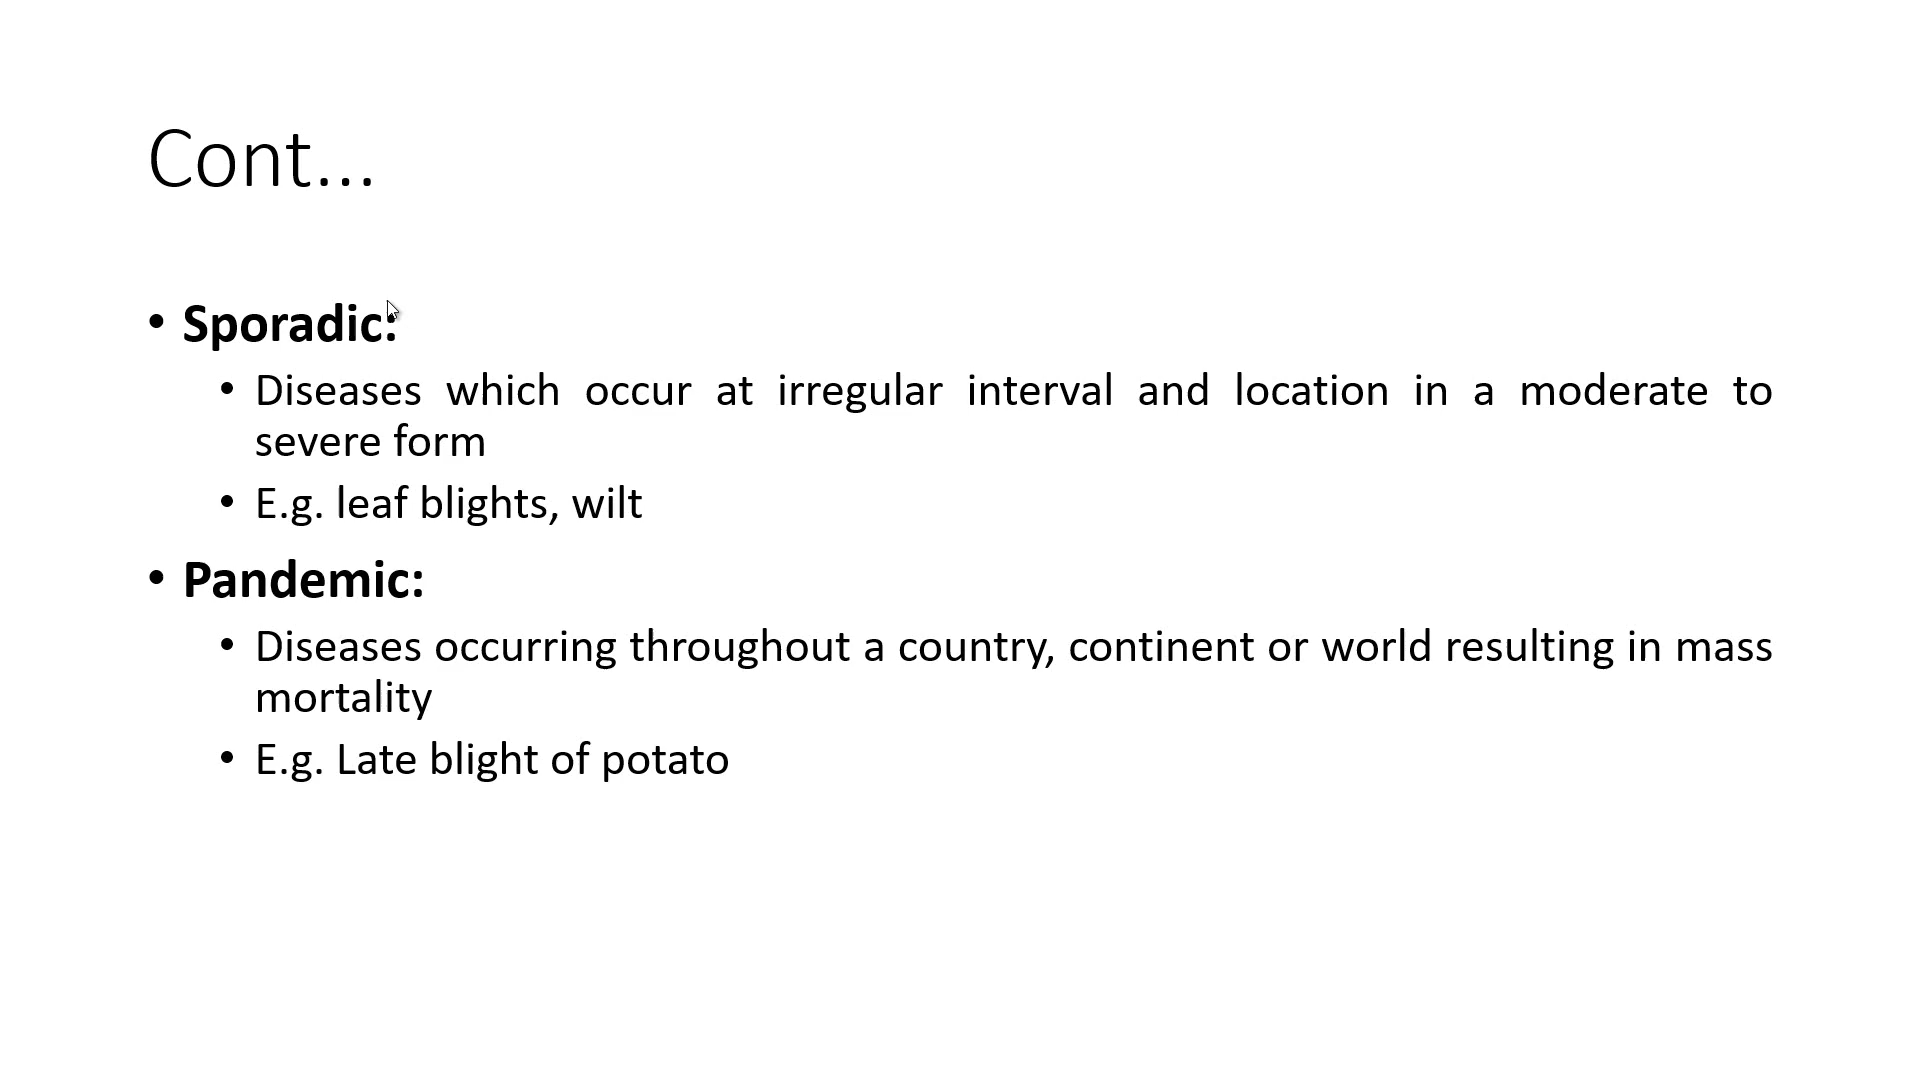 Cont...
• Sporadic:
• Diseases which occur at irregular interval and location in a moderate to
severe form
• E.g. leaf blights, wilt
• Pandemic:
• Diseases occurring throughout a country, continent or world resulting in mass
mortality
• E.g. Late blight of potato